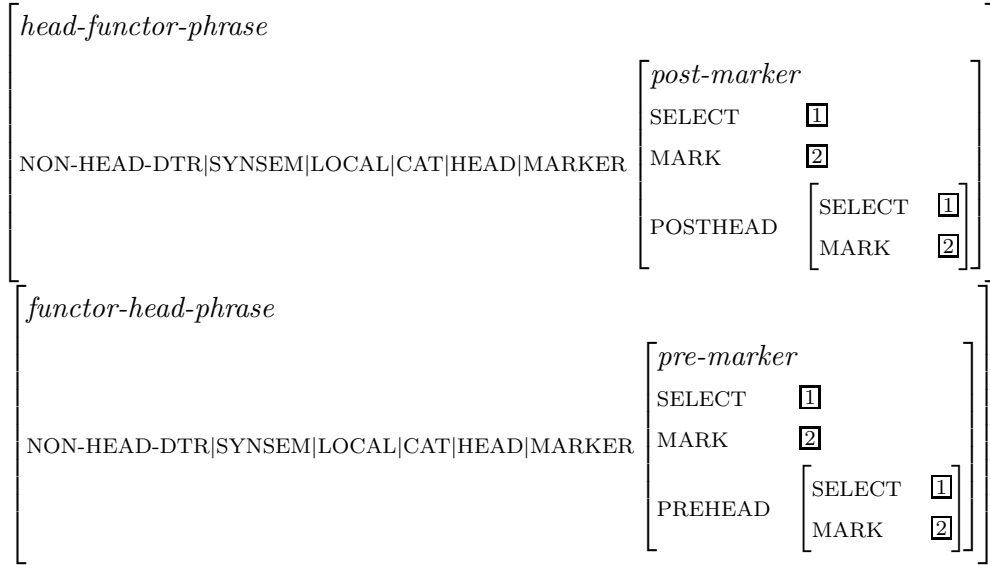 head-functor-phrase
post-marker
SELECT 1
MARK 2
NON-HEAD-DTR|SYNSEM|LOCAL|CAT|HEAD|MARKER
SELECT 1
POSTHEAD
MARK 2
functor-head-phrase
pre-marker
SELECT 1
MARK 2
NON-HEAD-DTR|SYNSEM|LOCAL|CAT|HEAD|MARKER
SELECT 1
PREHEAD
MARK 2